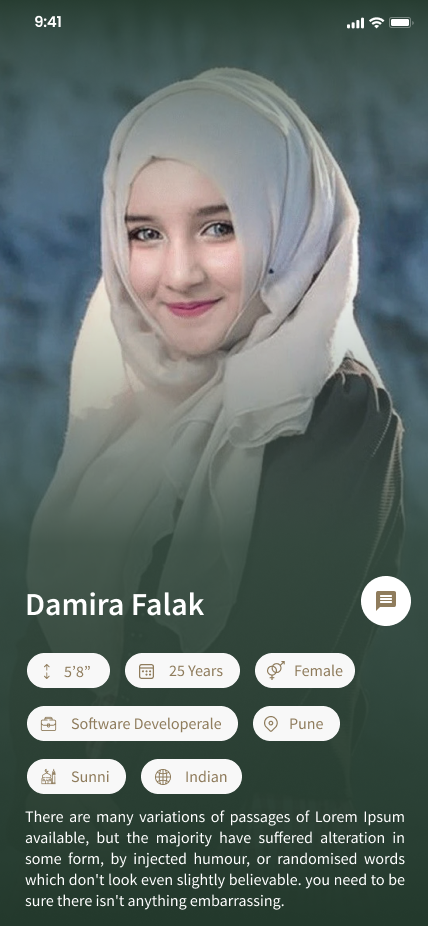 9:41
Damira Falak
5’8”
25 Years
Female
Software Developerale
Pune
Sunni
Indian
There are many variations of passages of Lorem Ipsum
available, but the majority have suffered alteration in
some form, by injected humour, or randomised words
which don't look even slightly believable. you need to be
sure there isn't anything embarrassing.